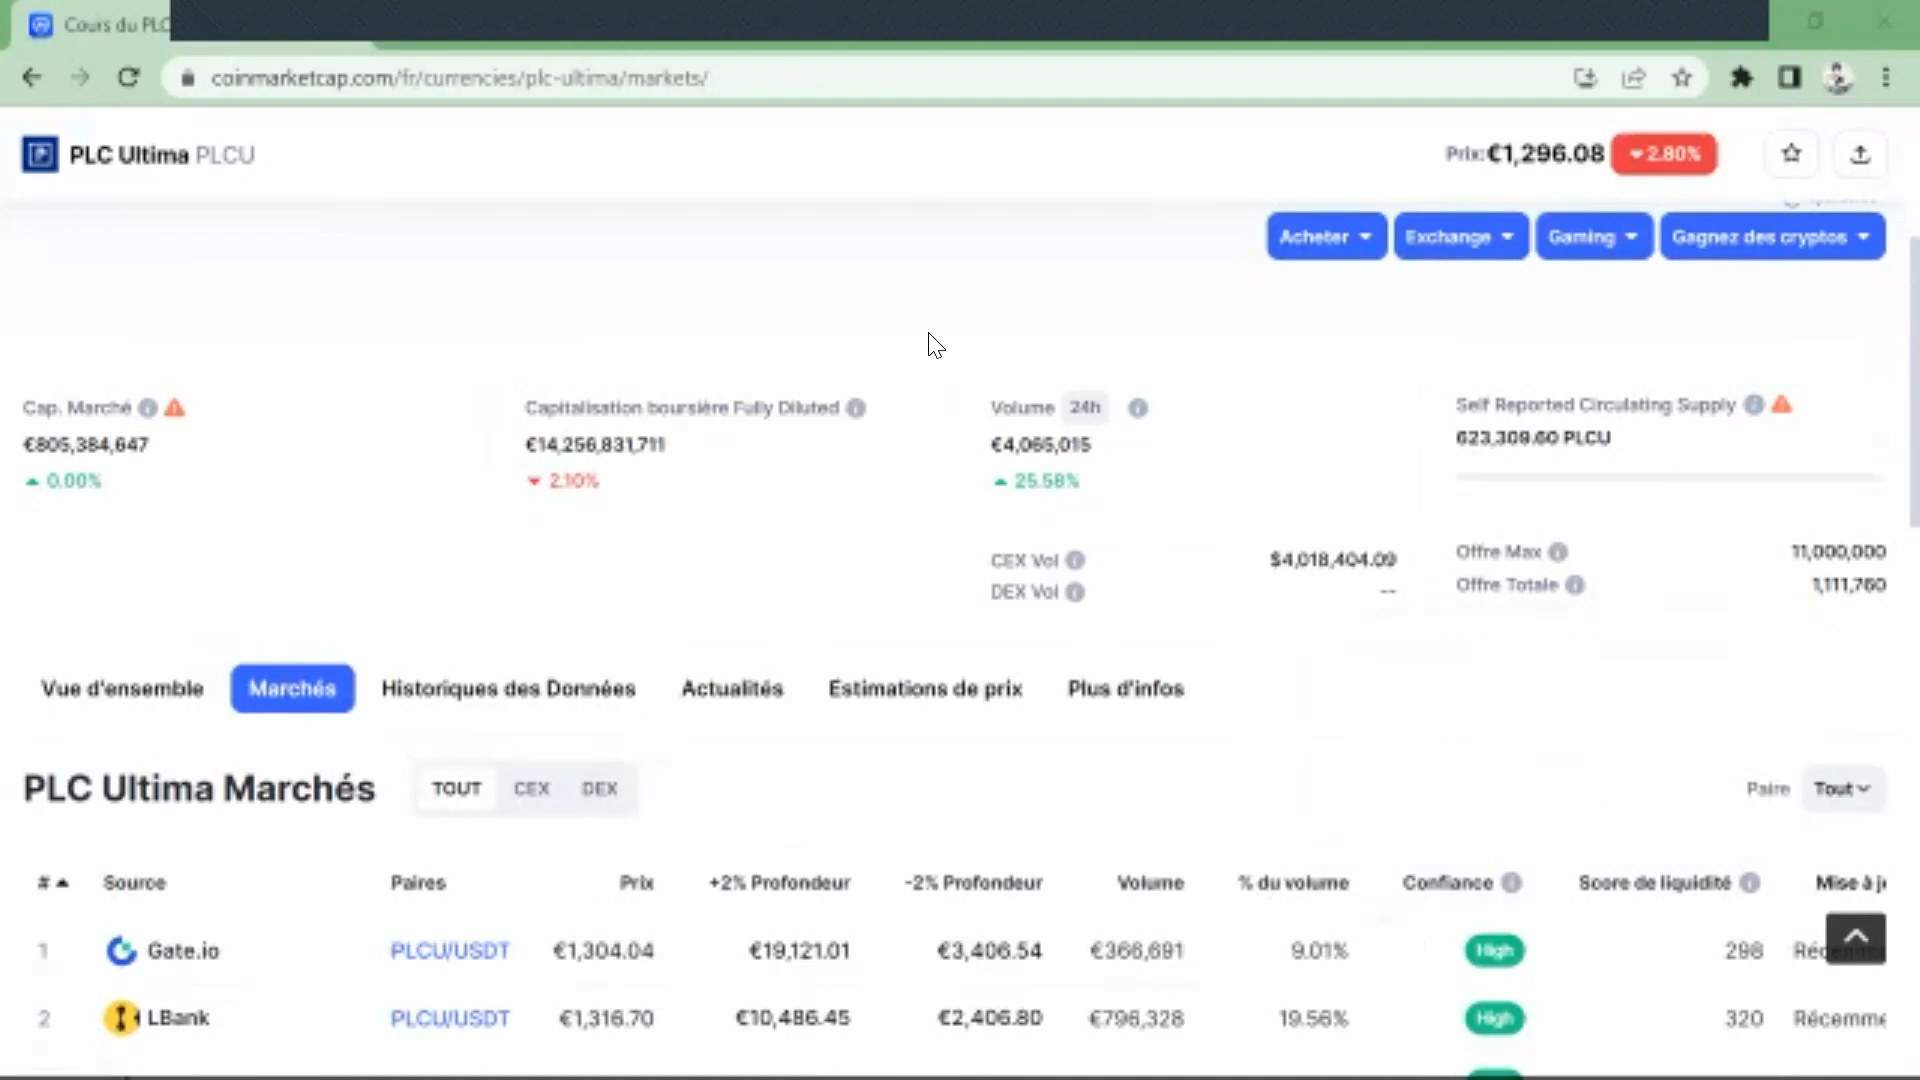 Cours du PLC
coinmarketcap.com/fr/currencies/plc-ultima/markets/
PLC Ultima PLCU
Prix:€1,296.08 2.80%
Acheter Exchange Gaming Gagnez des cryptos
Cap. Marché Capitalisation boursière Fully Diluted Volume 24h Self Reported Circulating Supply
€805,384,647 €14,256,831,711 €4,065,015 623,309.60 PLCU
0.00% 2.10% 25.58%
CEX Vol $4,018,404.09 Offre Max 11,000,000
DEX Vol -- Offre Totale 1,111,760
Vue d'ensemble Marchés Historiques des Données Actualités Estimations de prix Plus d'infos
PLC Ultima Marchés TOUT CEX DEX Paire Tout
# Source Paires Prix +2% Profondeur -2% Profondeur Volume % du volume Confiance Score de liquidité Mise à j
1 Gate.io PLCU/USDT €1,304.04 €19,121.01 €3,406.54 €366,691 9.01% High 298
2 LBank PLCU/USDT €1,316.70 €10,486.45 €2,406.80 €796,328 19.56% High 320 Récemme